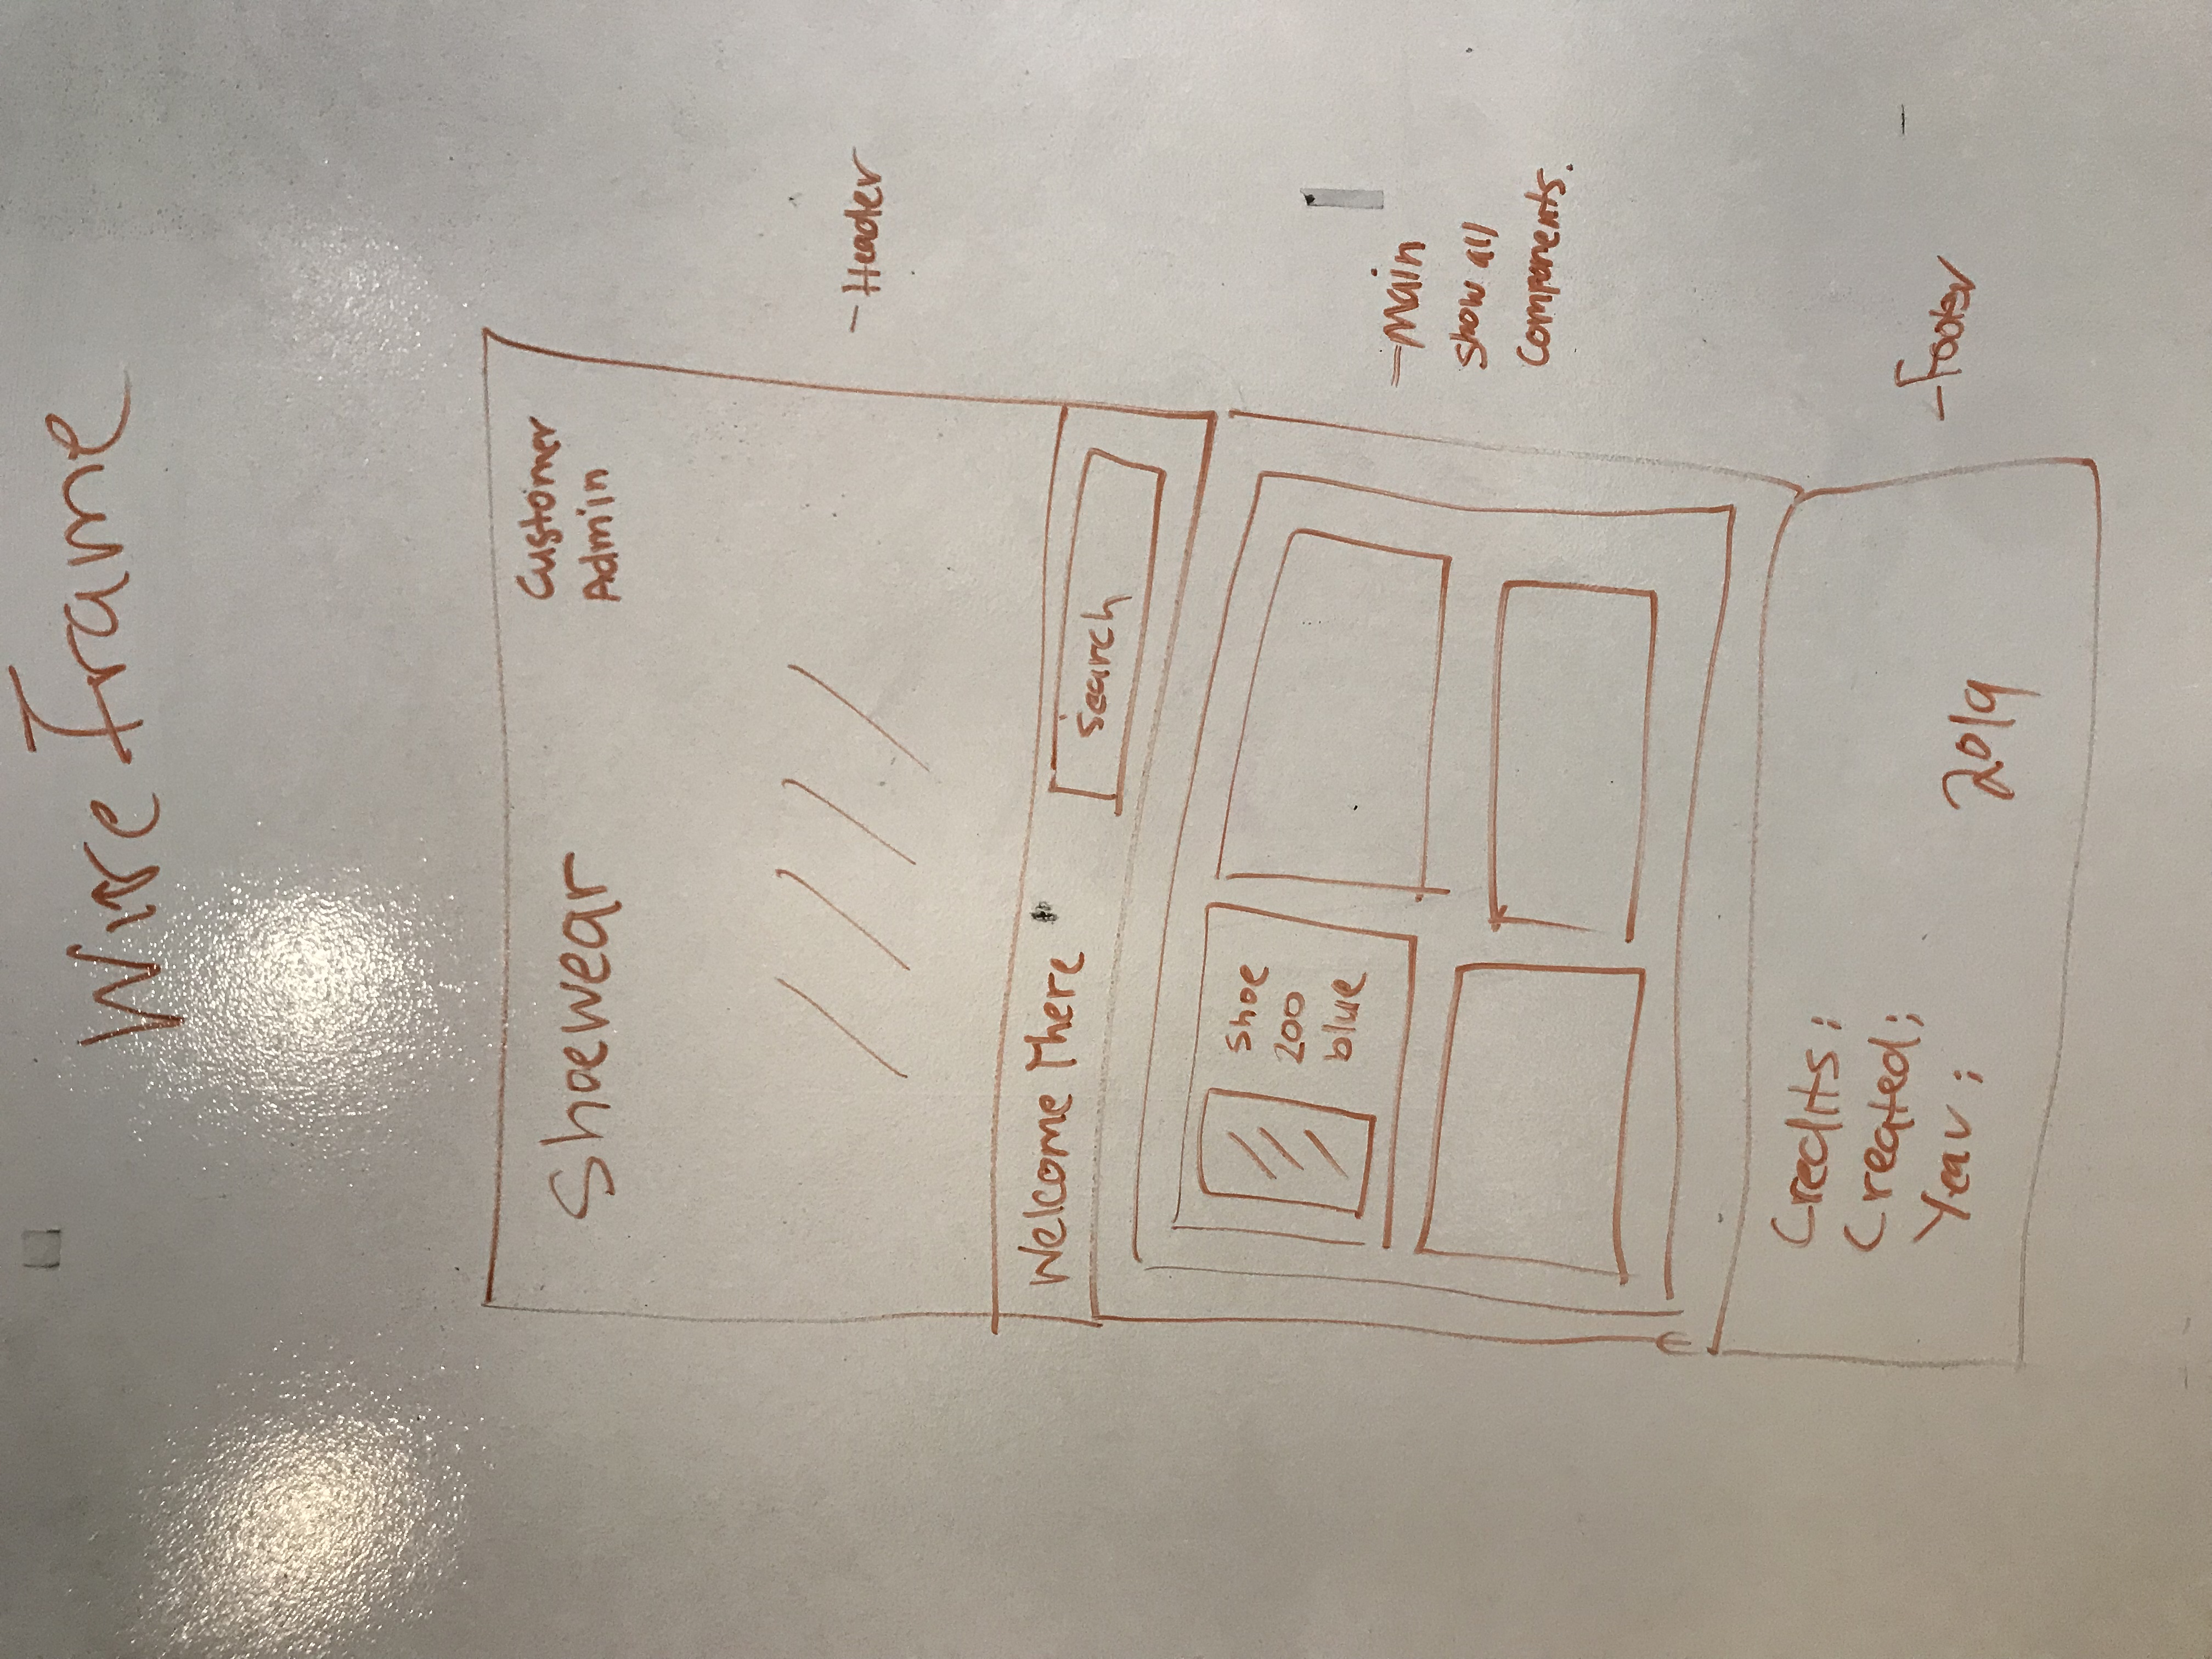 Wire Frame
Shoewear
Customer
Admin
- Header
Welcome There
Search
Shoe
200
blue
- Main
Show all
Components.
Credits;
Created;
Year; 2019
- Footer